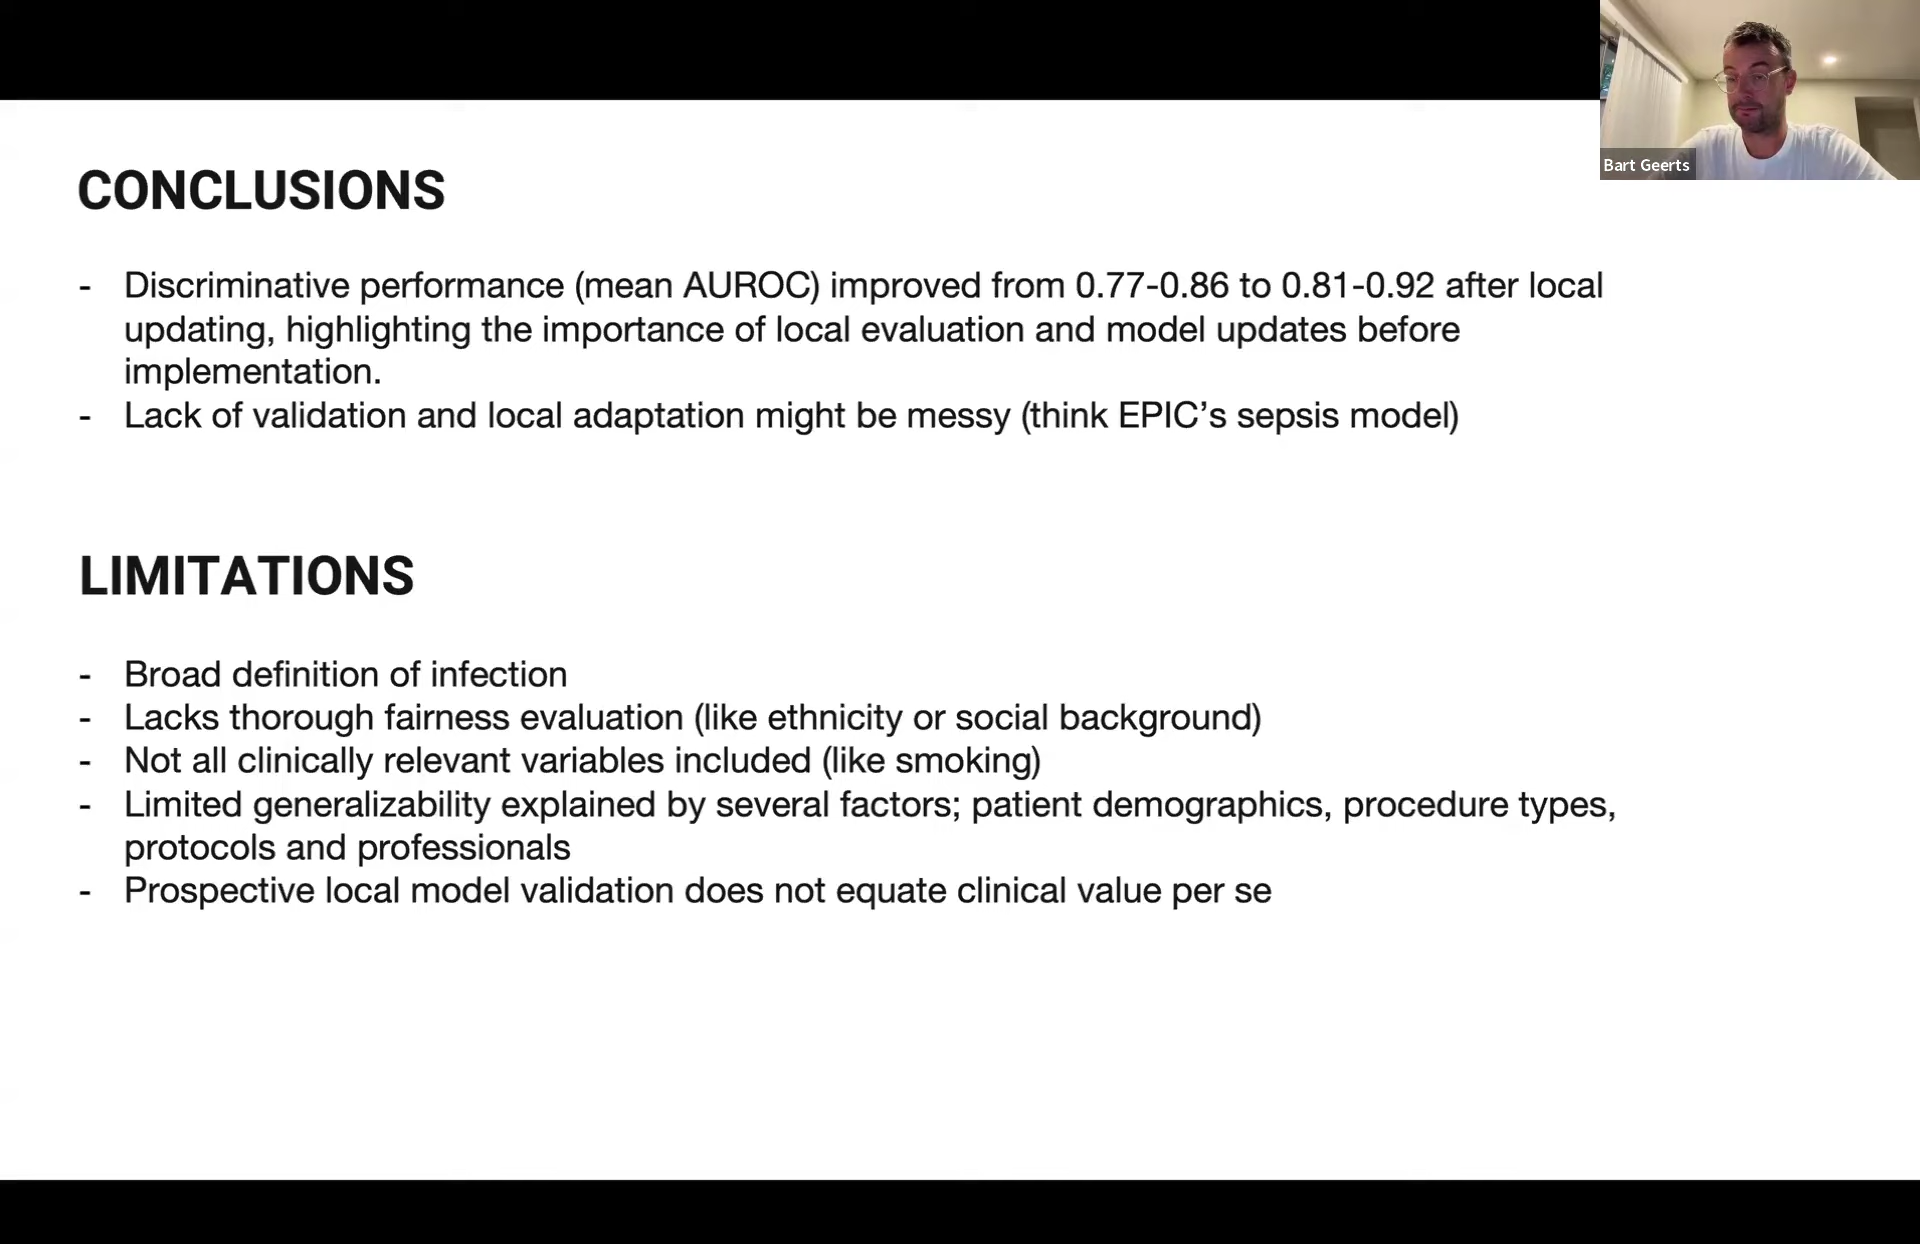 Bart Geerts
CONCLUSIONS
- Discriminative performance (mean AUROC) improved from 0.77-0.86 to 0.81-0.92 after local
updating, highlighting the importance of local evaluation and model updates before
implementation.
- Lack of validation and local adaptation might be messy (think EPIC’s sepsis model)
LIMITATIONS
- Broad definition of infection
- Lacks thorough fairness evaluation (like ethnicity or social background)
- Not all clinically relevant variables included (like smoking)
- Limited generalizability explained by several factors; patient demographics, procedure types,
protocols and professionals
- Prospective local model validation does not equate clinical value per se